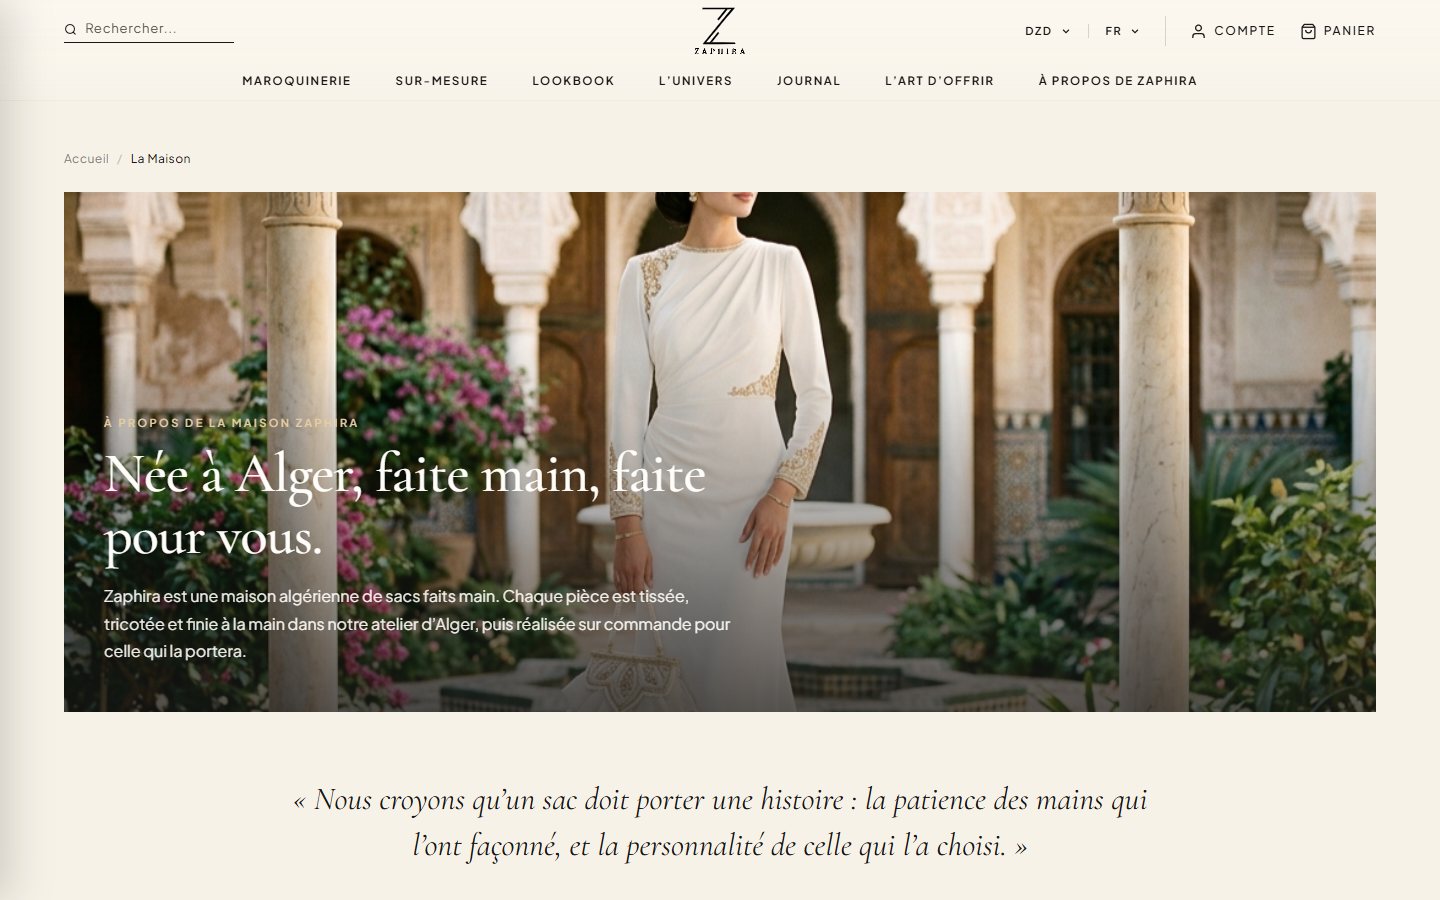 Rechercher...
ZAPHIRA
DZD
FR
COMPTE
PANIER
MAROQUINERIE
SUR-MESURE
LOOKBOOK
L’UNIVERS
JOURNAL
L’ART D’OFFRIR
À PROPOS DE ZAPHIRA
Accueil / La Maison
À PROPOS DE LA MAISON ZAPHIRA
Née à Alger, faite main, faite
pour vous.
Zaphira est une maison algérienne de sacs faits main. Chaque pièce est tissée,
tricotée et finie à la main dans notre atelier d’Alger, puis réalisée sur commande pour
celle qui la portera.
« Nous croyons qu’un sac doit porter une histoire : la patience des mains qui
l’ont façonné, et la personnalité de celle qui l’a choisi. »